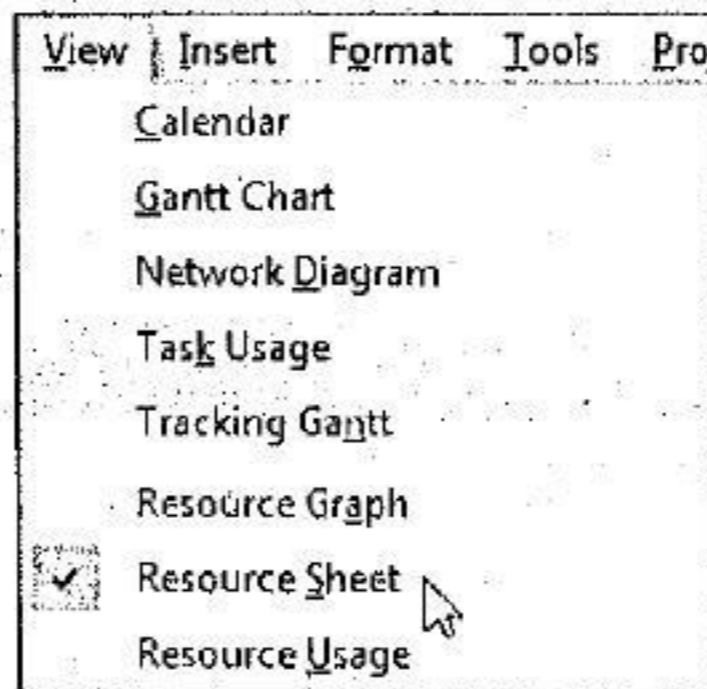 View Insert Format Tools Pro
Calendar
Gantt Chart
Network Diagram
Task Usage
Tracking Gantt
Resource Graph
Resource Sheet
Resource Usage